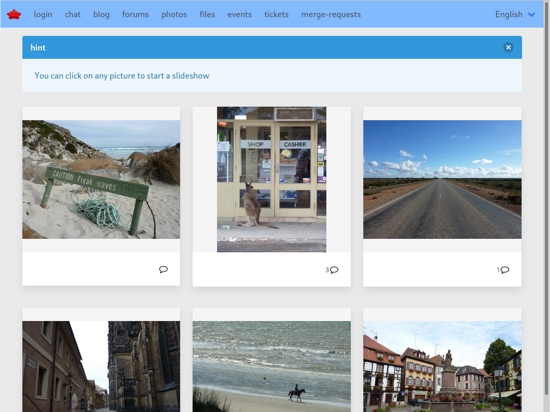 login chat blog forums photos files events tickets merge-requests English
hint
You can click on any picture to start a slideshow
CAUTION Freak waves
SHOP CASHIER
3
1